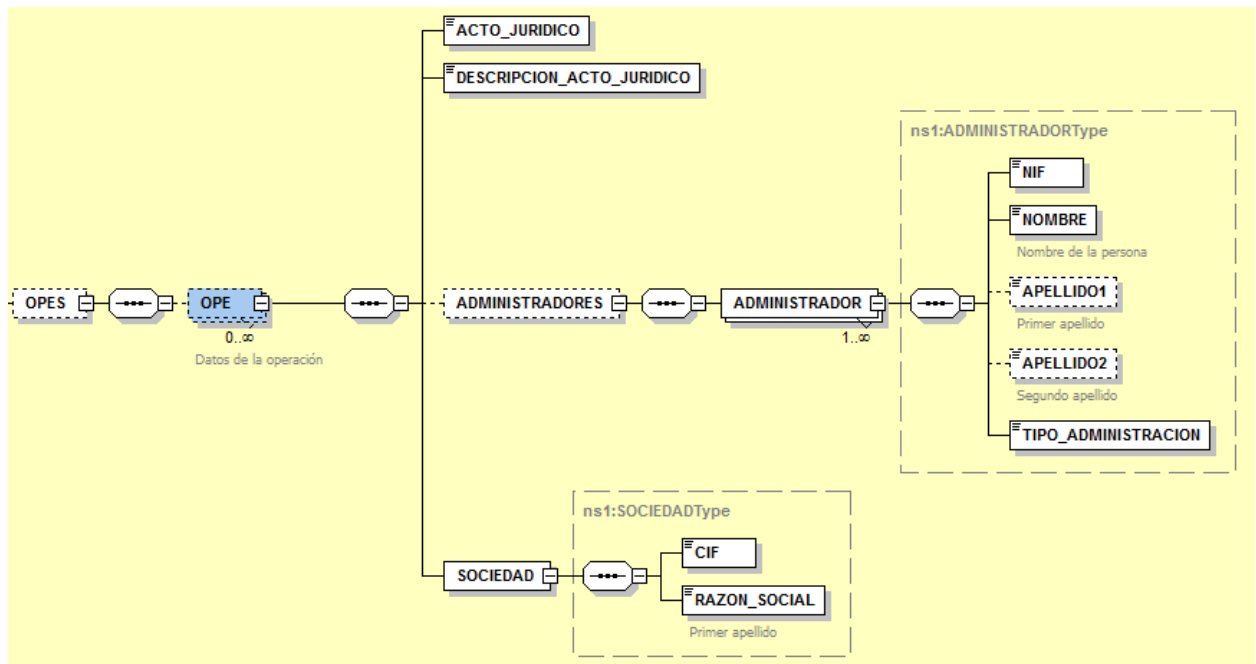 ACTO_JURIDICO
DESCRIPCION_ACTO_JURIDICO
ns1:ADMINISTRADORType
NIF
NOMBRE
Nombre de la persona
OPES
OPE
0..∞
Datos de la operación
ADMINISTRADORES
ADMINISTRADOR
1..∞
APELLIDO1
Primer apellido
APELLIDO2
Segundo apellido
TIPO_ADMINISTRACION
ns1:SOCIEDADType
SOCIEDAD
CIF
RAZON_SOCIAL
Primer apellido